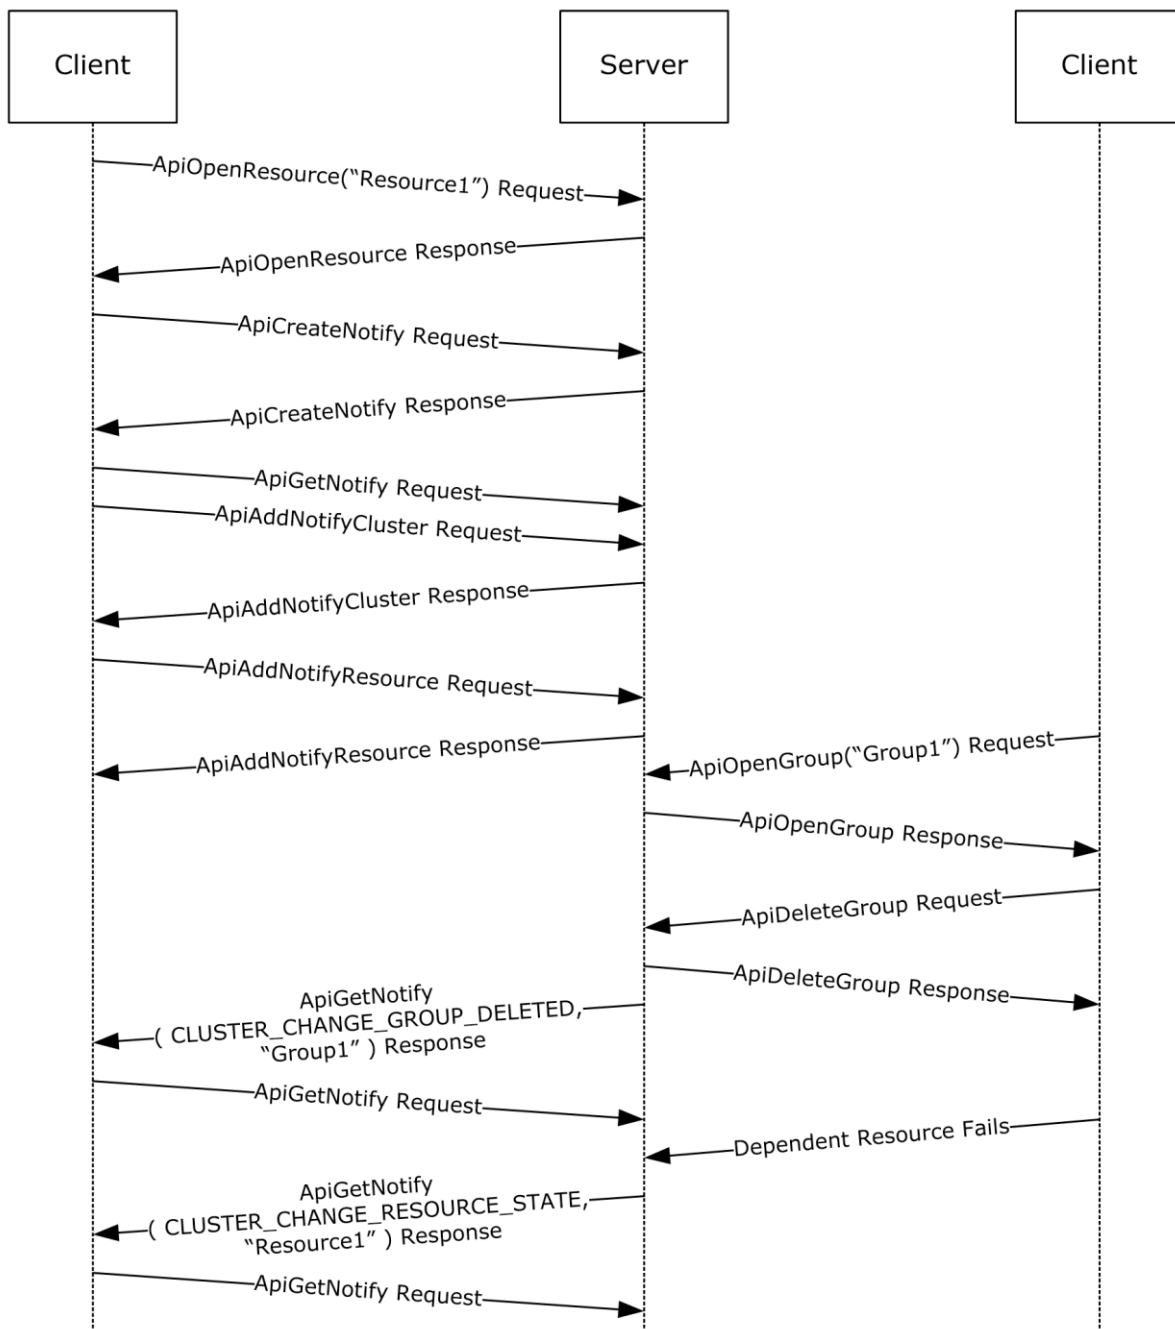 Client
Server
Client
ApiOpenResource(“Resource1”) Request
ApiOpenResource Response
ApiCreateNotify Request
ApiCreateNotify Response
ApiGetNotify Request
ApiAddNotifyCluster Request
ApiAddNotifyCluster Response
ApiAddNotifyResource Request
ApiAddNotifyResource Response
ApiOpenGroup(“Group1”) Request
ApiOpenGroup Response
ApiDeleteGroup Request
ApiDeleteGroup Response
ApiGetNotify
( CLUSTER_CHANGE_GROUP_DELETED,
“Group1” ) Response
ApiGetNotify Request
Dependent Resource Fails
ApiGetNotify
( CLUSTER_CHANGE_RESOURCE_STATE,
“Resource1” ) Response
ApiGetNotify Request